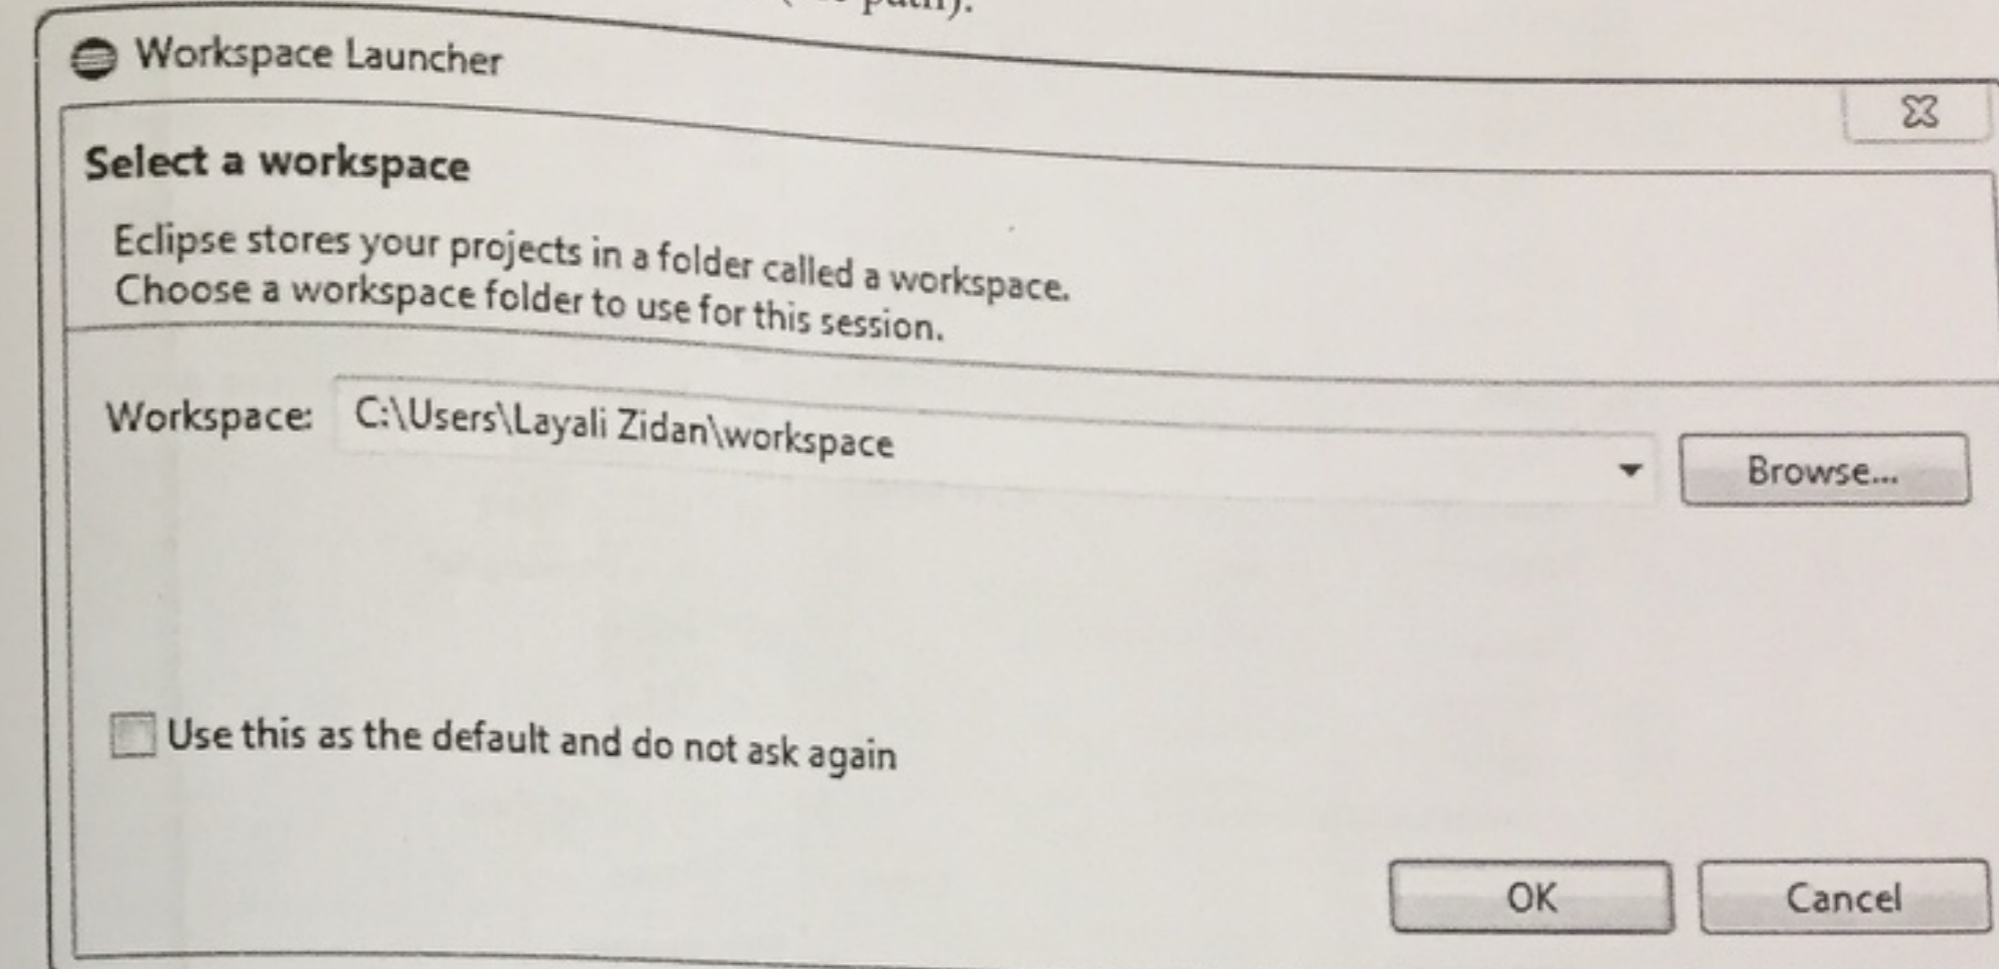 path).
Workspace Launcher
Select a workspace
Eclipse stores your projects in a folder called a workspace.
Choose a workspace folder to use for this session.
Workspace: C:\Users\Layali Zidan\workspace Browse...
Use this as the default and do not ask again
OK Cancel